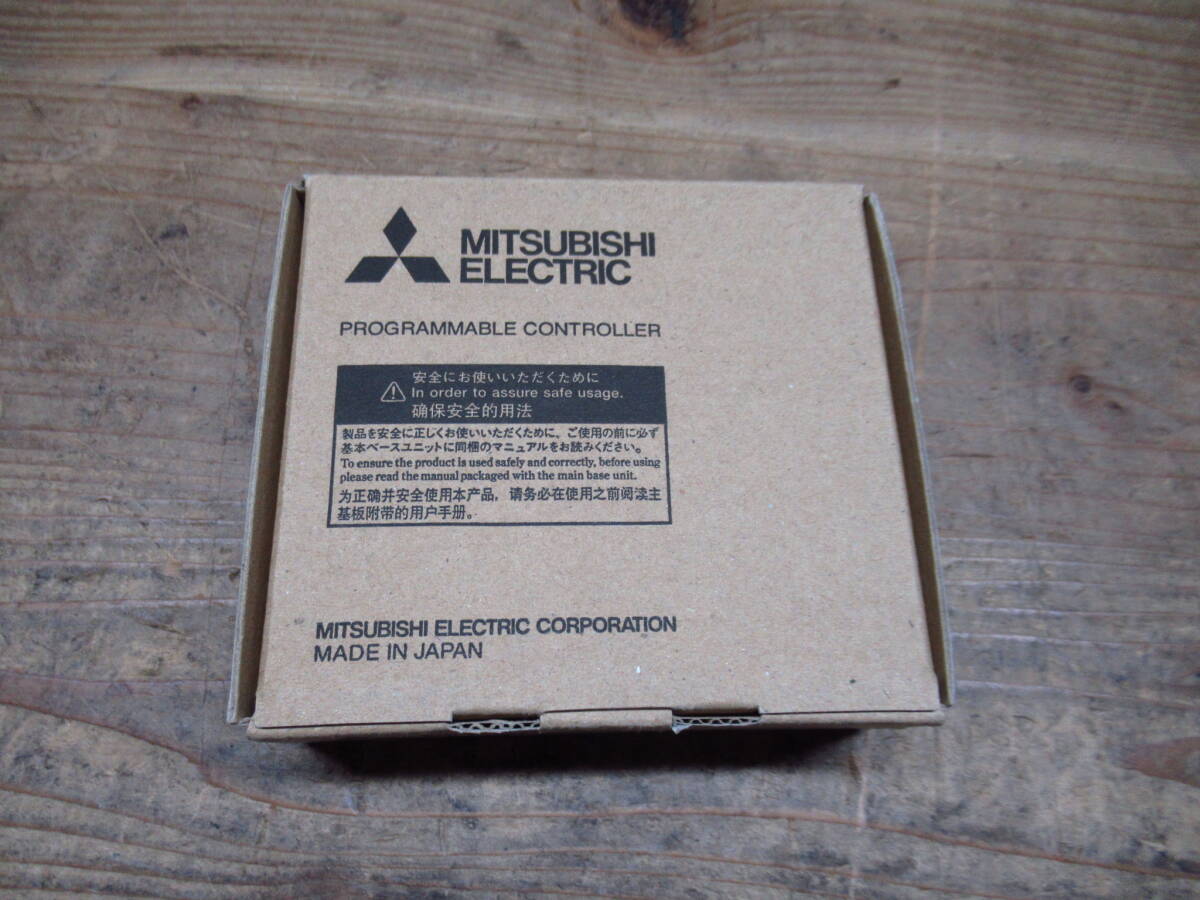 MITSUBISHI
ELECTRIC
PROGRAMMABLE CONTROLLER
安全にお使いいただくために
In order to assure safe usage.
确保安全的用法
製品を安全に正しくお使いいただくために、ご使用の前に必ず
基本ベースユニットに同梱のマニュアルをお読みください。
To ensure the product is used safely and correctly, before using
please read the manual packaged with the main base unit.
为正确并安全使用本产品，请务必在使用之前阅读主
基板附带的用户手册。
MITSUBISHI ELECTRIC CORPORATION
MADE IN JAPAN